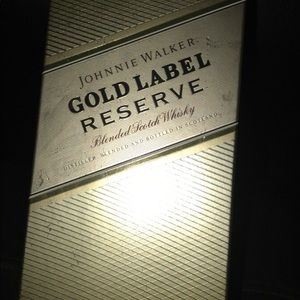 JOHNNIE WALKER
GOLD LABEL
RESERVE
Blended Scotch Whisky
DISTILLED, BLENDED AND BOTTLED IN SCOTLAND